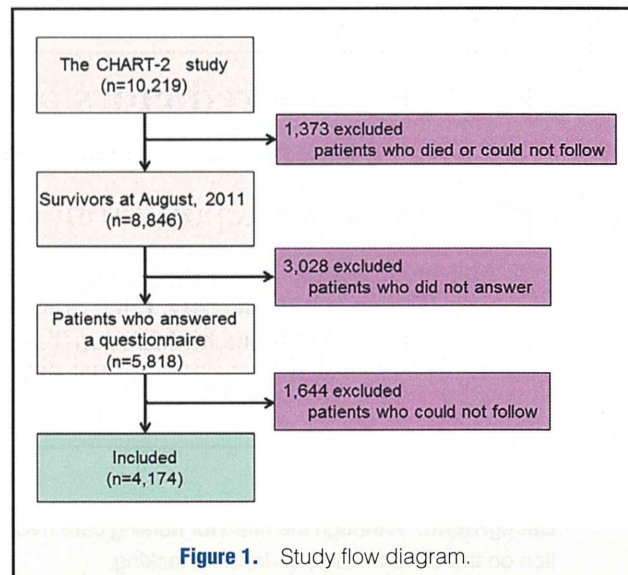 The CHART-2 study
(n=10,219)
1,373 excluded
patients who died or could not follow
Survivors at August, 2011
(n=8,846)
3,028 excluded
patients who did not answer
Patients who answered
a questionnaire
(n=5,818)
1,644 excluded
patients who could not follow
Included
(n=4,174)
Figure 1. Study flow diagram.